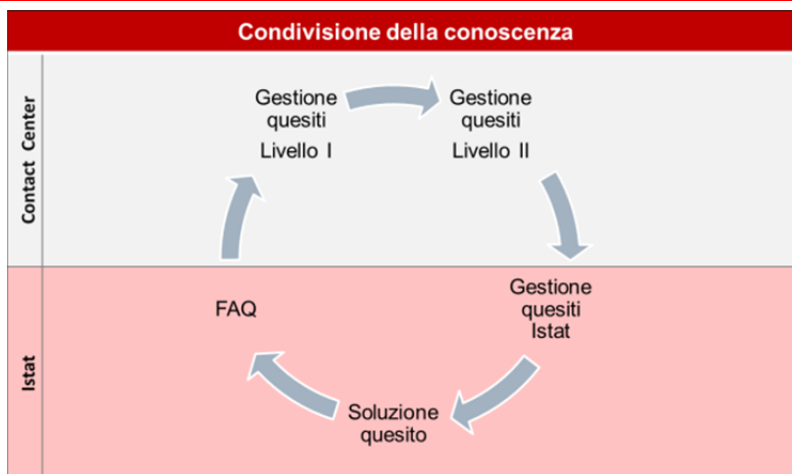 Condivisione della conoscenza
Contact Center
Gestione
quesiti
Livello I
Gestione
quesiti
Livello II
Istat
FAQ
Gestione
quesiti
Istat
Soluzione
quesito